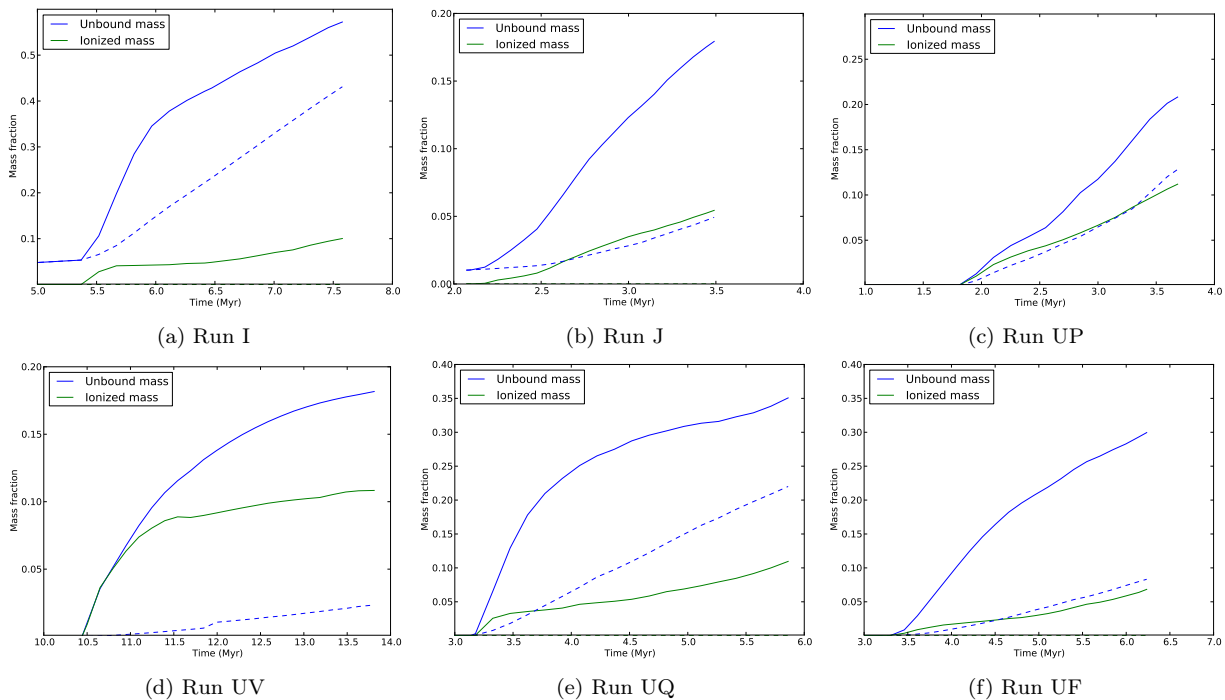 Unbound mass
Ionized mass
Mass fraction
0.5
0.4
0.3
0.2
0.1
5.0 5.5 6.0 6.5 7.0 7.5 8.0
Time (Myr)
(a) Run I
Unbound mass
Ionized mass
Mass fraction
0.20
0.15
0.10
0.05
0.00
2.0 2.5 3.0 3.5 4.0
Time (Myr)
(b) Run J
Unbound mass
Ionized mass
Mass fraction
0.25
0.20
0.15
0.10
0.05
1.0 1.5 2.0 2.5 3.0 3.5 4.0
Time (Myr)
(c) Run UP
Unbound mass
Ionized mass
Mass fraction
0.20
0.15
0.10
0.05
10.0 10.5 11.0 11.5 12.0 12.5 13.0 13.5 14.0
Time (Myr)
(d) Run UV
Unbound mass
Ionized mass
Mass fraction
0.40
0.35
0.30
0.25
0.20
0.15
0.10
0.05
3.0 3.5 4.0 4.5 5.0 5.5 6.0
Time (Myr)
(e) Run UQ
Unbound mass
Ionized mass
Mass fraction
0.40
0.35
0.30
0.25
0.20
0.15
0.10
0.05
3.0 3.5 4.0 4.5 5.0 5.5 6.0 6.5 7.0
Time (Myr)
(f) Run UF